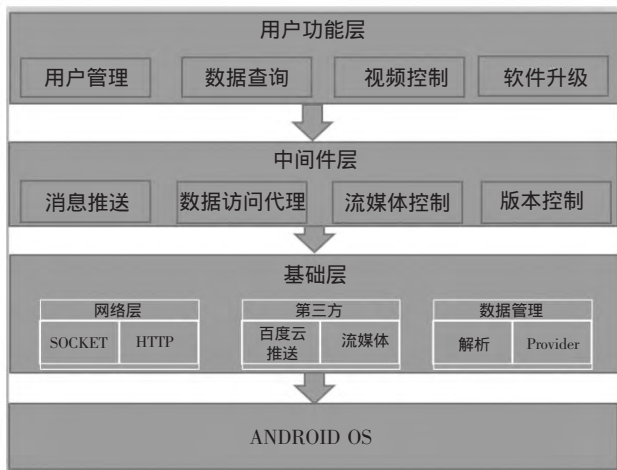 用户功能层
用户管理 数据查询 视频控制 软件升级
中间件层
消息推送 数据访问代理 流媒体控制 版本控制
基础层
网络层 第三方 数据管理
SOCKET HTTP 百度云 流媒体 解析 Provider
推送
ANDROID OS